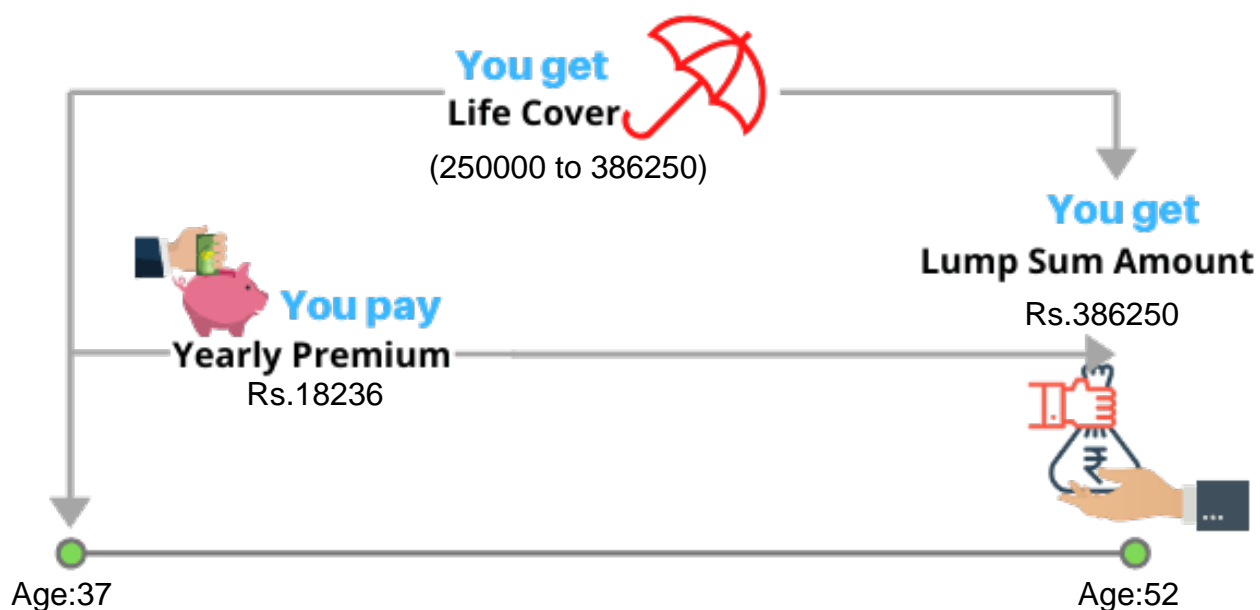 You get
Life Cover
(250000 to 386250)
You get
Lump Sum Amount
Rs.386250
You pay
Yearly Premium
Rs.18236
₹
Age:37
Age:52